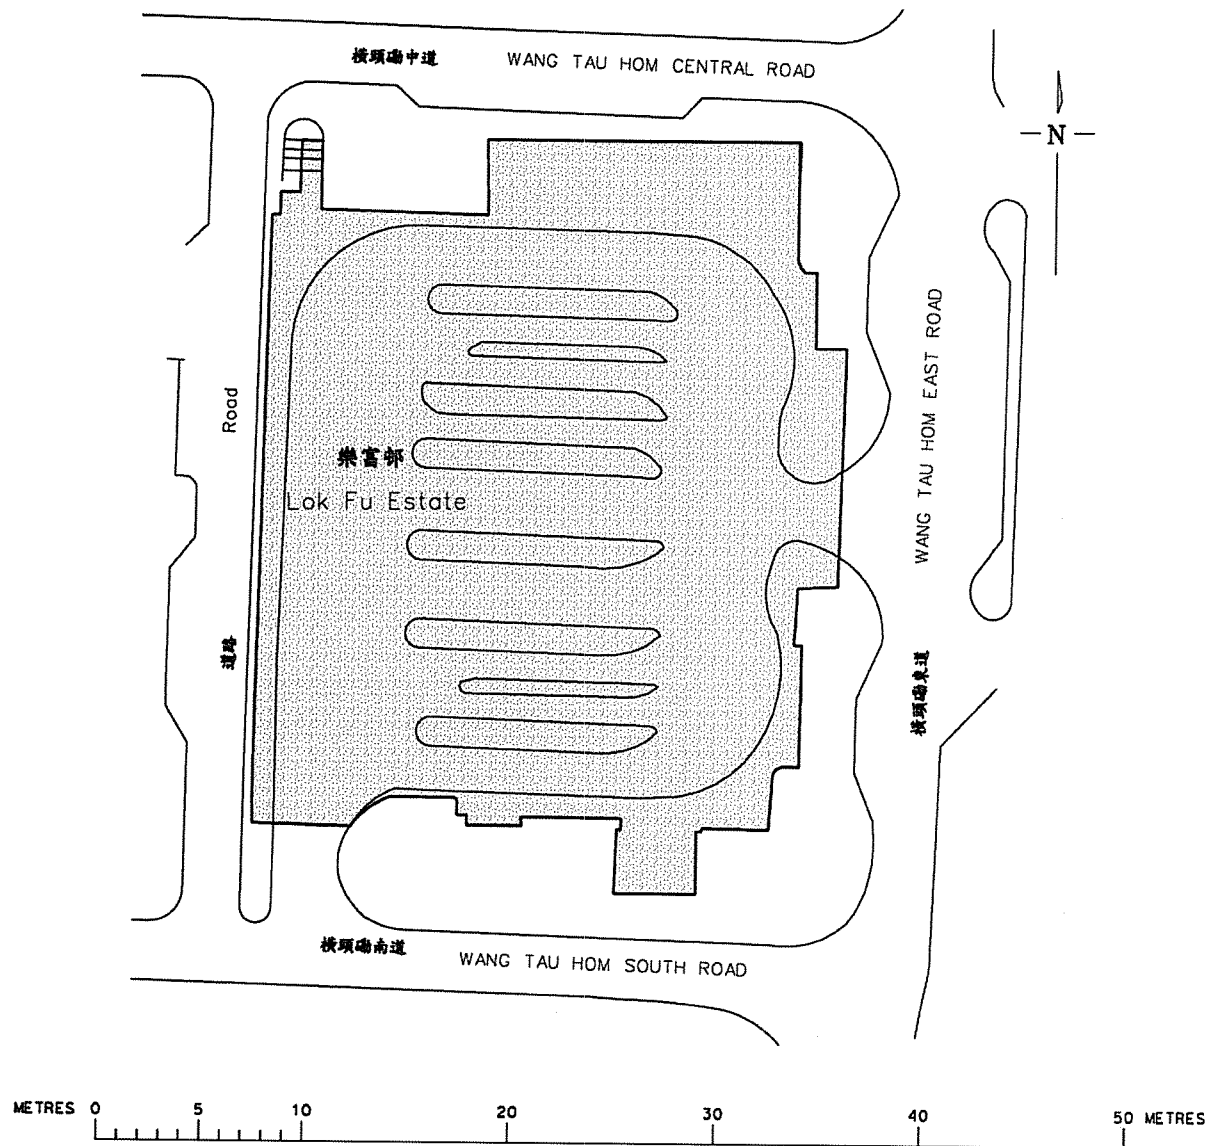 橫頭磡中道
WANG TAU HOM CENTRAL ROAD
N
WANG TAU HOM EAST ROAD
橫頭磡東道
Road
道路
樂富邨
Lok Fu Estate
橫頭磡南道
WANG TAU HOM SOUTH ROAD
METRES 0 5 10 20 30 40 50 METRES